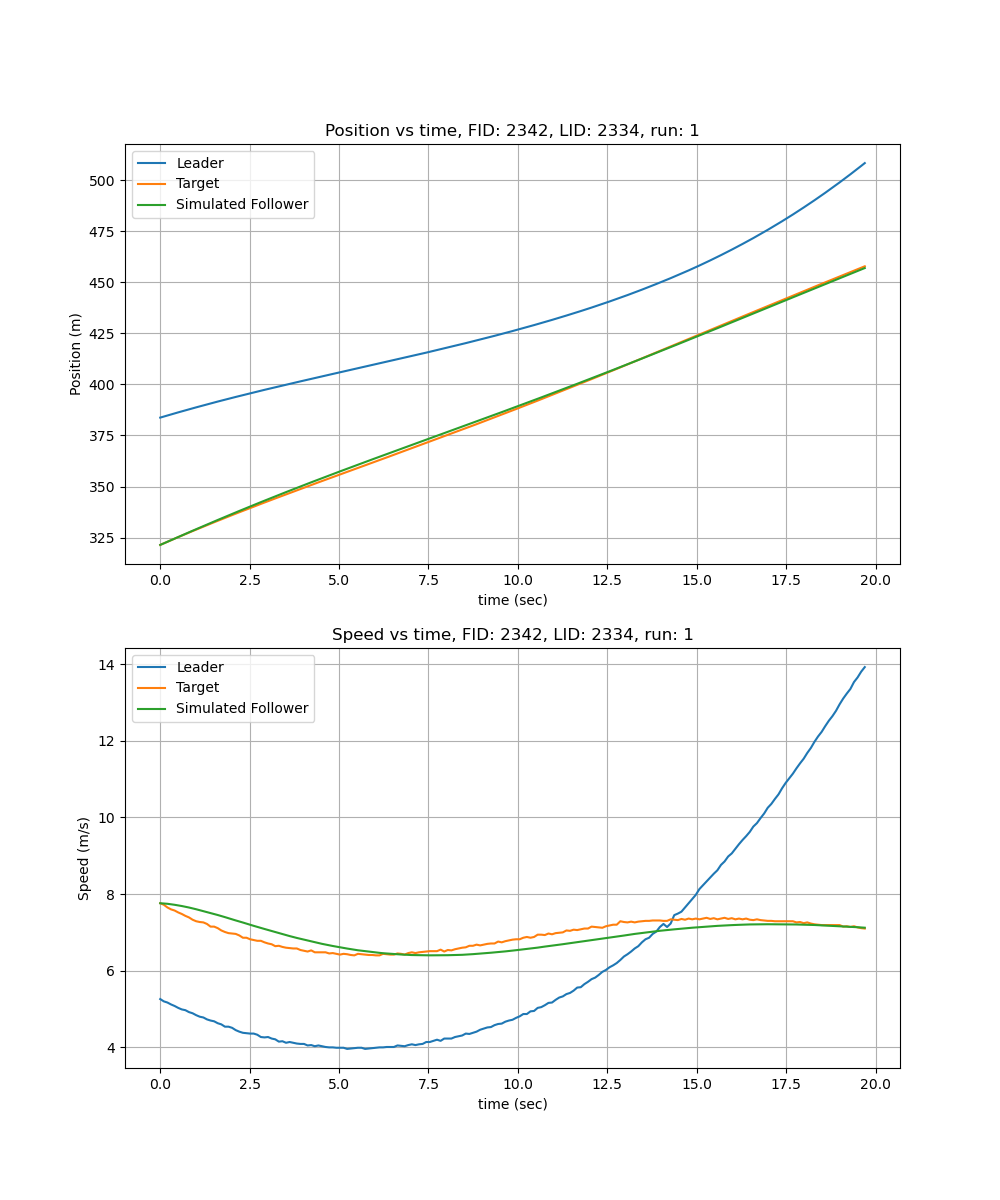 Position vs time, FID: 2342, LID: 2334, run: 1
Leader
Target
Simulated Follower
500
475
450
425
400
375
350
325
Position (m)
0.0 2.5 5.0 7.5 10.0 12.5 15.0 17.5 20.0
time (sec)
Speed vs time, FID: 2342, LID: 2334, run: 1
Leader
Target
Simulated Follower
14
12
10
8
6
4
Speed (m/s)
0.0 2.5 5.0 7.5 10.0 12.5 15.0 17.5 20.0
time (sec)